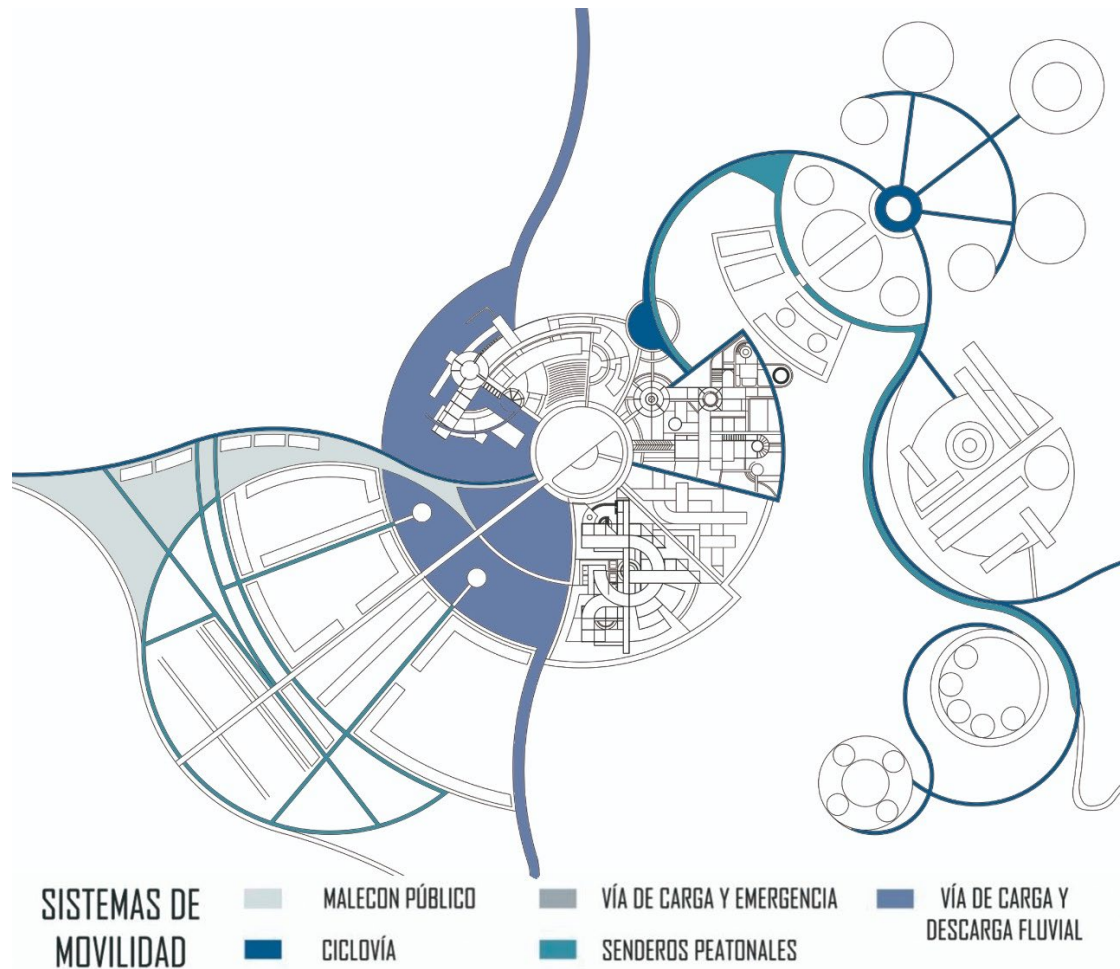 SISTEMAS DE
MOVILIDAD
MALECON PÚBLICO
CICLOVÍA
VÍA DE CARGA Y EMERGENCIA
SENDEROS PEATONALES
VÍA DE CARGA Y
DESCARGA FLUVIAL